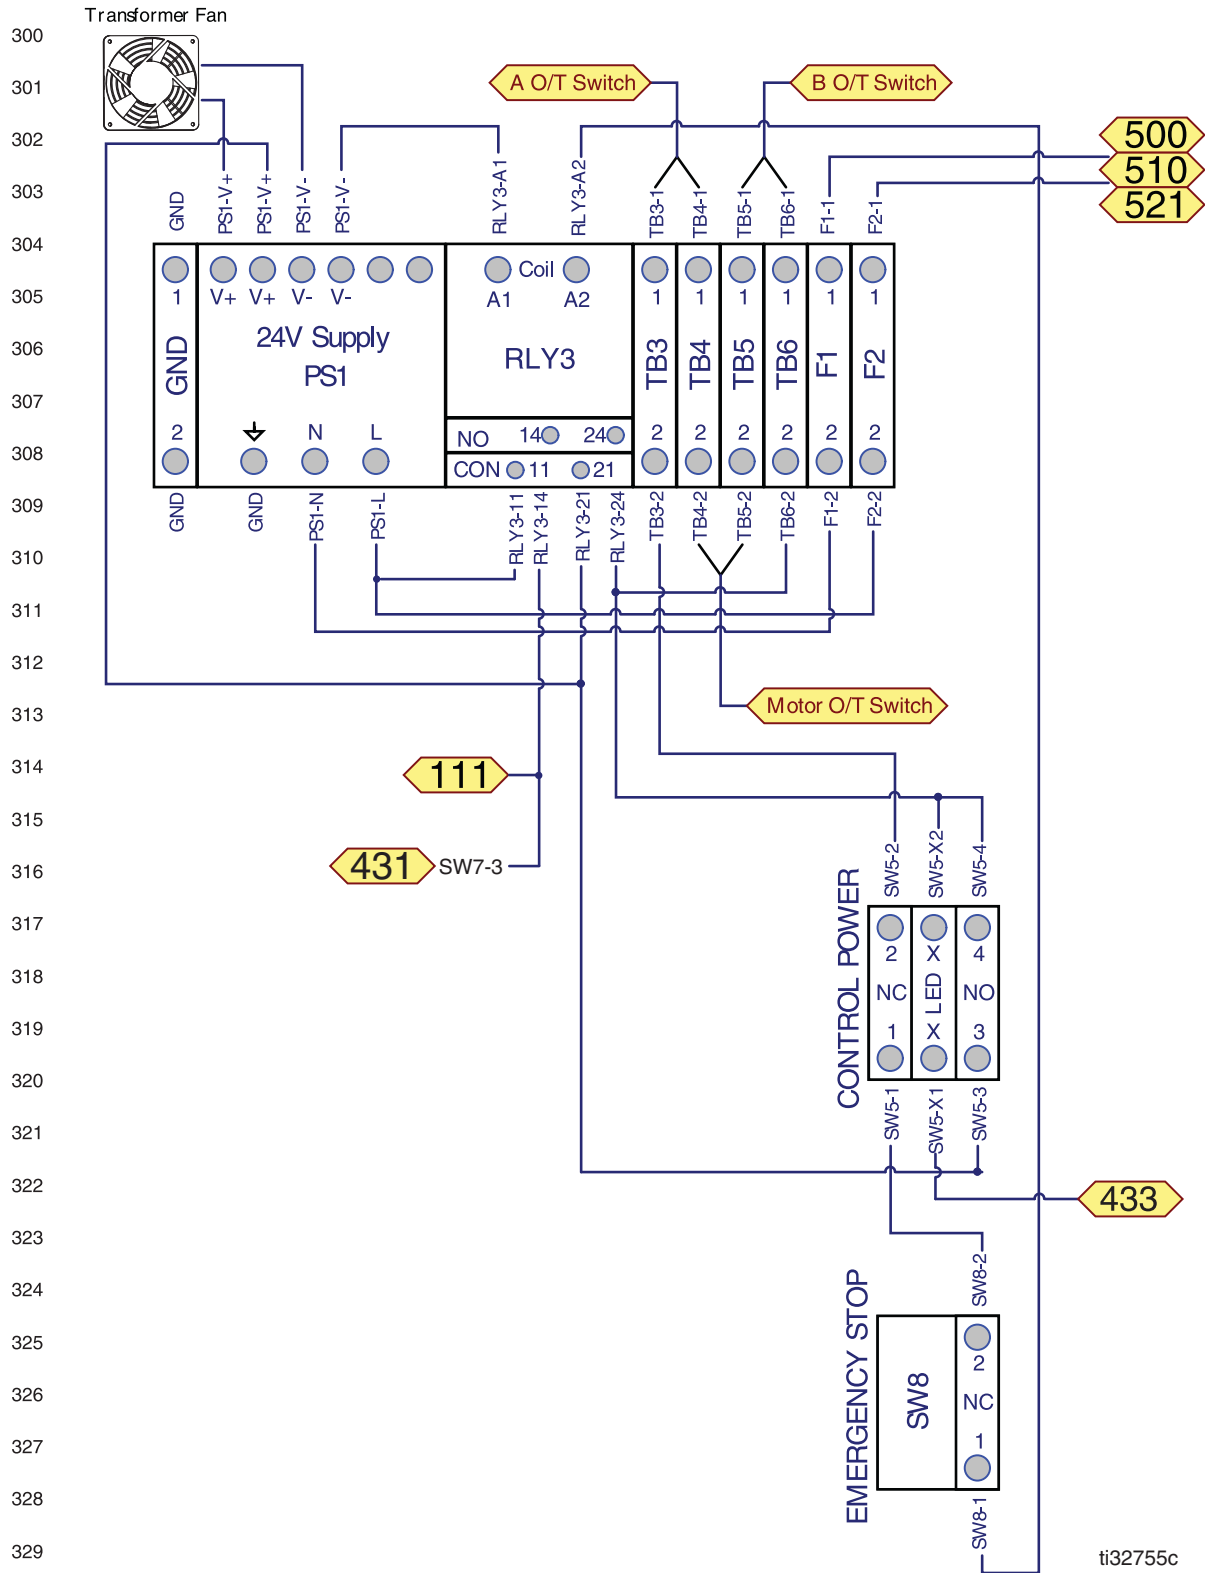 Transformer Fan
300
301
302
303
304
305
306
307
308
309
310
311
312
313
314
315
316
317
318
319
320
321
322
323
324
325
326
327
328
329
A O/T Switch
B O/T Switch
500
510
521
GND
PS1-V+
PS1-V+
PS1-V-
PS1-V-
RLY3-A1
RLY3-A2
TB3-1
TB4-1
TB5-1
TB6-1
F1-1
F2-1
1
V+
V+
V-
V-
Coil
A1
A2
1
1
1
1
1
1
GND
24V Supply
PS1
RLY3
TB3
TB4
TB5
TB6
F1
F2
2
N
L
NO
14
24
CON
11
21
2
2
2
2
2
2
GND
GND
PS1-N
PS1-L
RLY3-11
RLY3-14
RLY3-21
RLY3-24
TB3-2
TB4-2
TB5-2
TB6-2
F1-2
F2-2
Motor O/T Switch
111
431
SW7-3
SW5-2
SW5-X2
SW5-4
CONTROL POWER
2
X
4
NC
LED
NO
1
X
3
SW5-1
SW5-X1
SW5-3
433
SW8-2
EMERGENCY STOP
SW8
2
NC
1
SW8-1
ti32755c